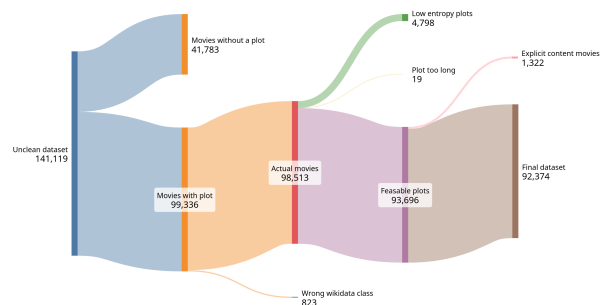 Low entropy plots
4,798
Movies without a plot
41,783
Explicit content movies
1,322
Plot too long
19
Unclean dataset
141,119
Actual movies
98,513
Final dataset
92,374
Movies with plot
99,336
Feasable plots
93,696
Wrong wikidata class
823